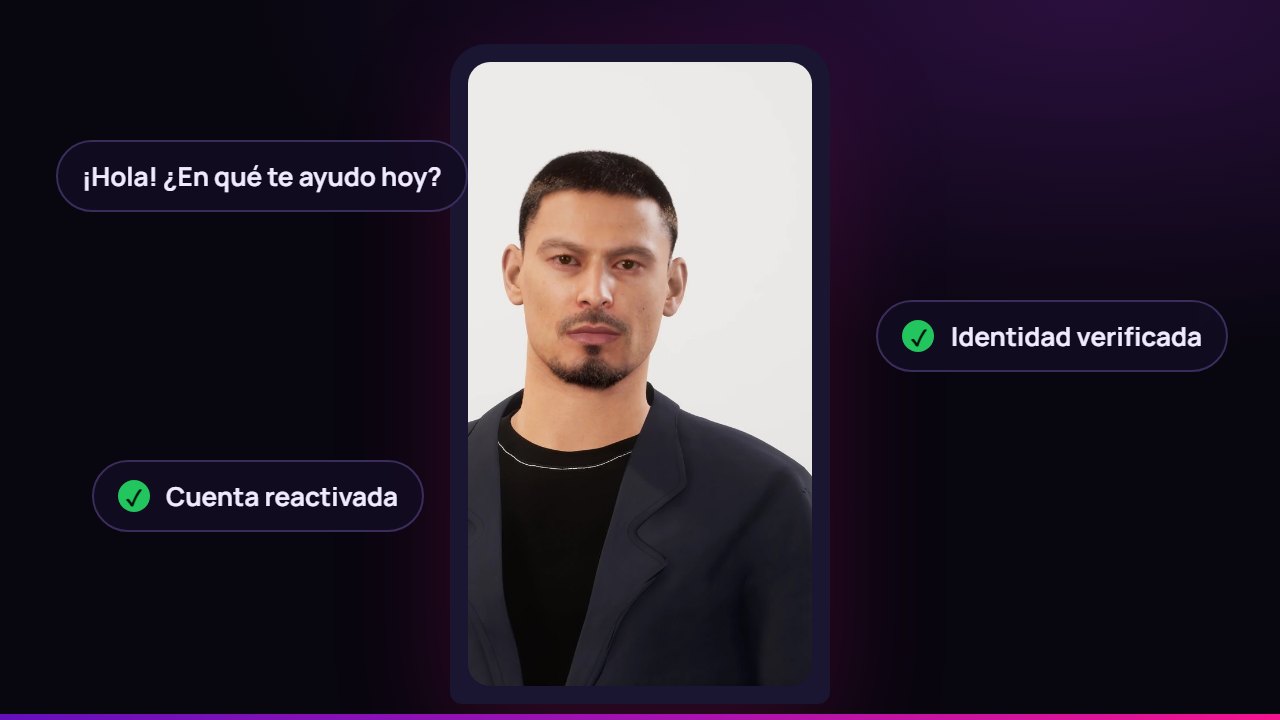 ¡Hola! ¿En qué te ayudo hoy?
Identidad verificada
Cuenta reactivada